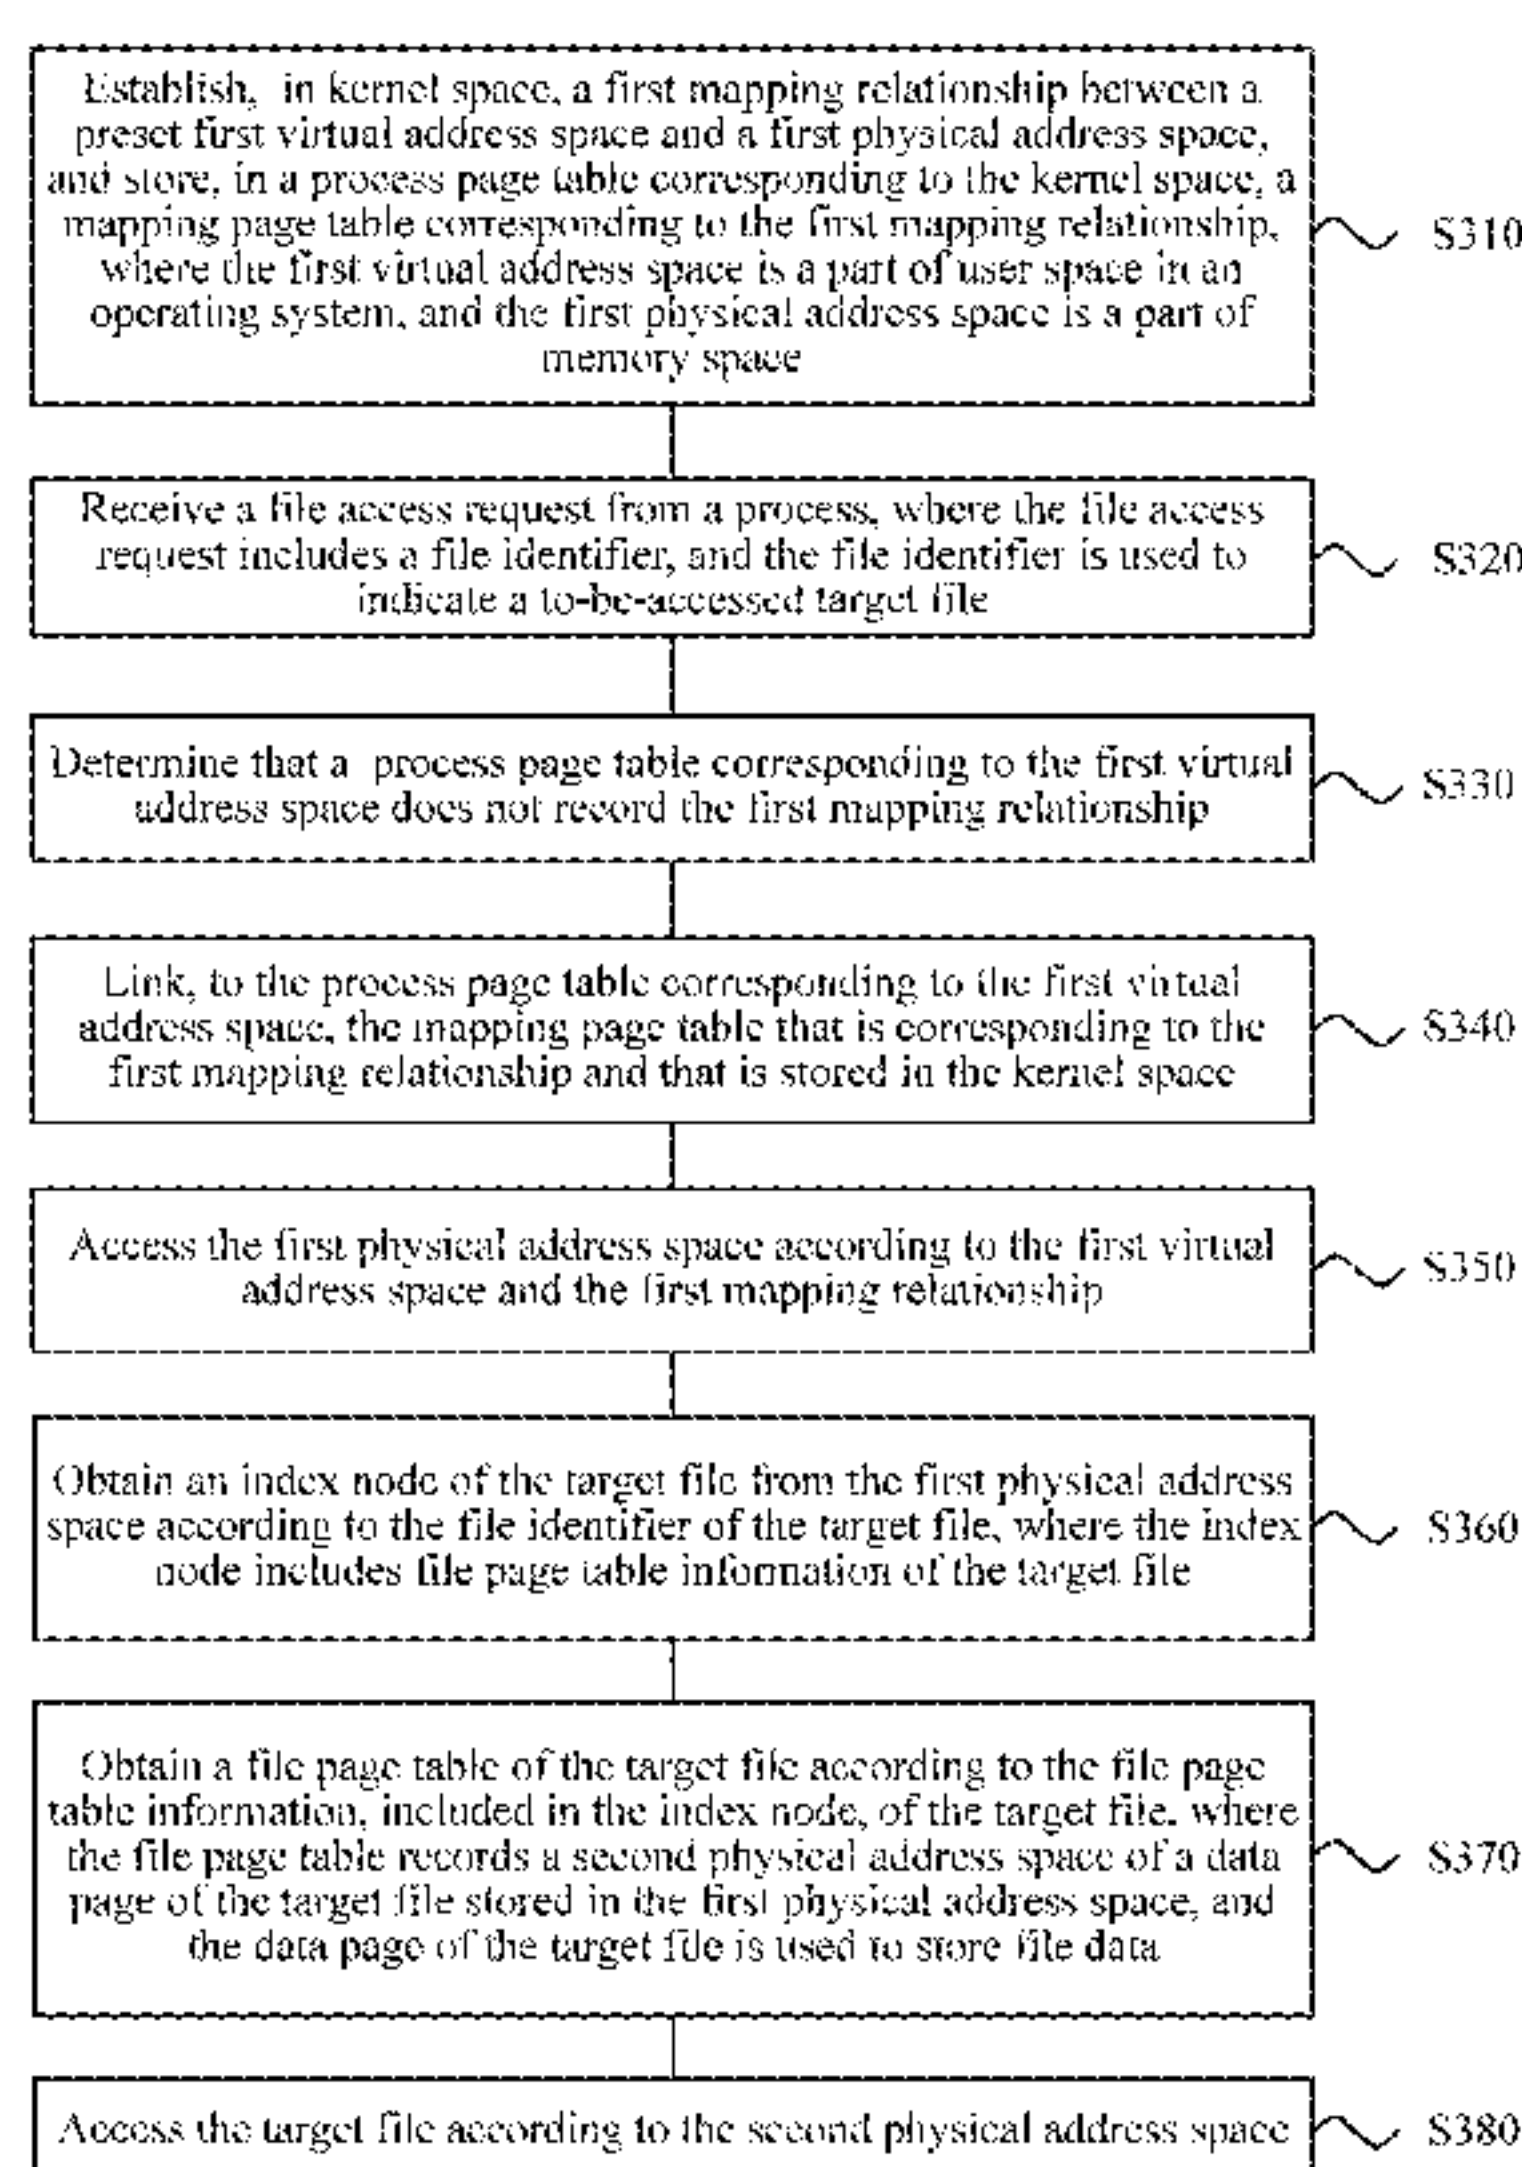 Establish, in kernel space, a first mapping relationship between a
preset first virtual address space and a first physical address space,
and store, in a process page table corresponding to the kernel space, a
mapping page table corresponding to the first mapping relationship,
where the first virtual address space is a part of user space in an
operating system, and the first physical address space is a part of
memory space
S310
Receive a file access request from a process, where the file access
request includes a file identifier, and the file identifier is used to
indicate a to-be-accessed target file
S320
Determine that a process page table corresponding to the first virtual
address space does not record the first mapping relationship
S330
Link, to the process page table corresponding to the first virtual
address space, the mapping page table that is corresponding to the
first mapping relationship and that is stored in the kernel space
S340
Access the first physical address space according to the first virtual
address space and the first mapping relationship
S350
Obtain an index node of the target file from the first physical address
space according to the file identifier of the target file, where the index
node includes file page table information of the target file
S360
Obtain a file page table of the target file according to the file page
table information, included in the index node, of the target file, where
the file page table records a second physical address space of a data
page of the target file stored in the first physical address space, and
the data page of the target file is used to store file data
S370
Access the target file according to the second physical address space
S380